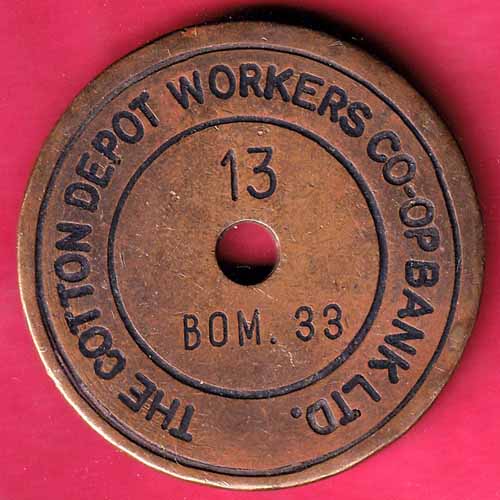 THE COTTON DEPOT WORKERS CO-OP BANK LTD.
13
BOM. 33